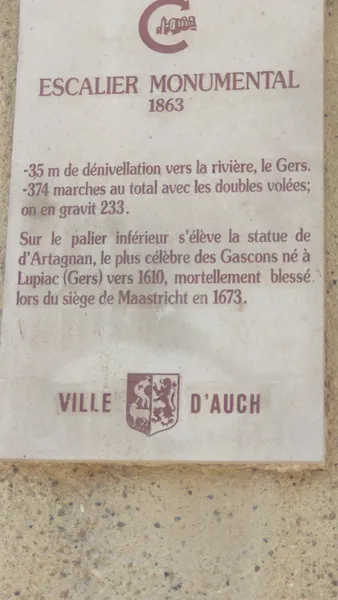 ESCALIER MONUMENTAL
1863
-35 m de dénivellation vers la rivière, le Gers.
-374 marches au total avec les doubles volées;
on en gravit 233.
Sur le palier inférieur s'élève la statue de
d'Artagnan, le plus célèbre des Gascons né à
Lupiac (Gers) vers 1610, mortellement blessé
lors du siège de Maastricht en 1673.
VILLE D'AUCH